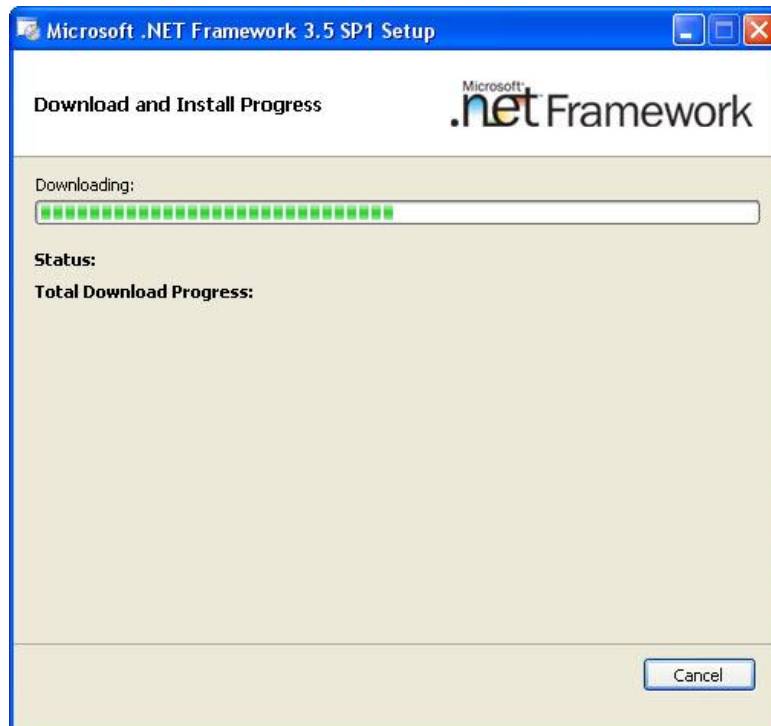 Microsoft .NET Framework 3.5 SP1 Setup
Download and Install Progress
Microsoft
.net Framework
Downloading:
Status:
Total Download Progress:
Cancel